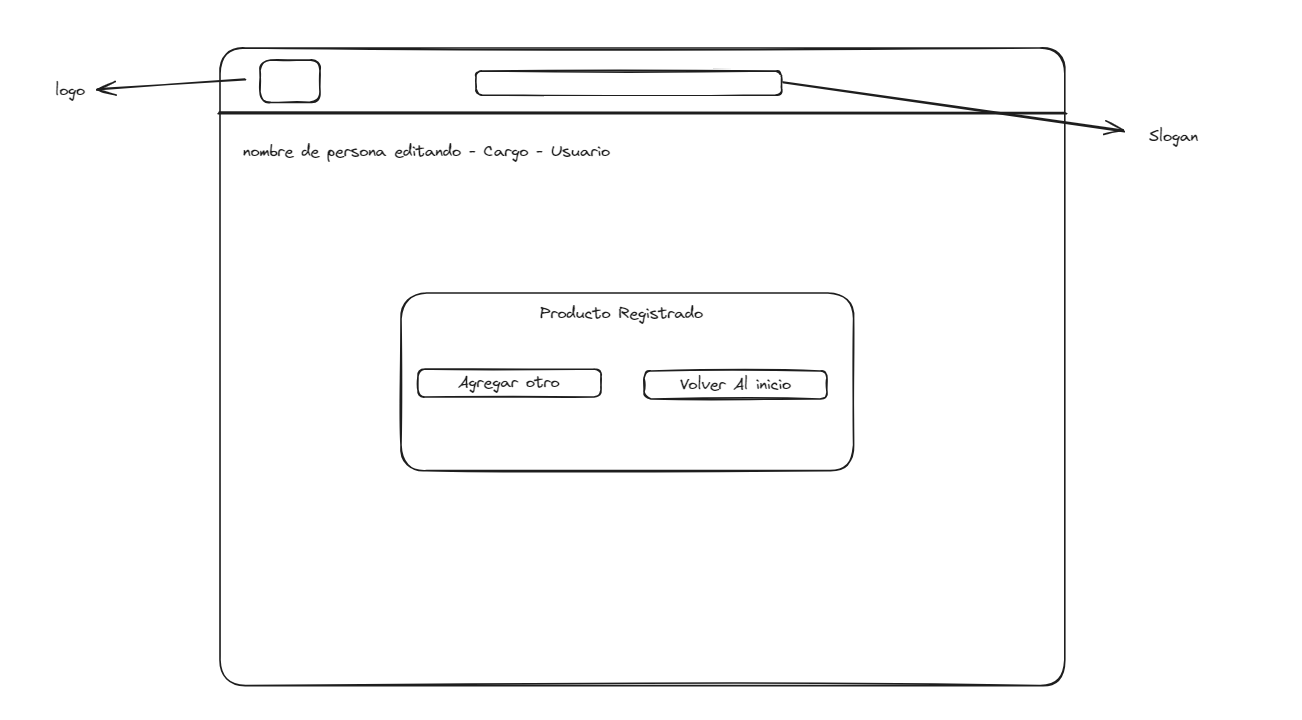 logo
Slogan
nombre de persona editando - Cargo - Usuario
Producto Registrado
Agregar otro
Volver Al inicio